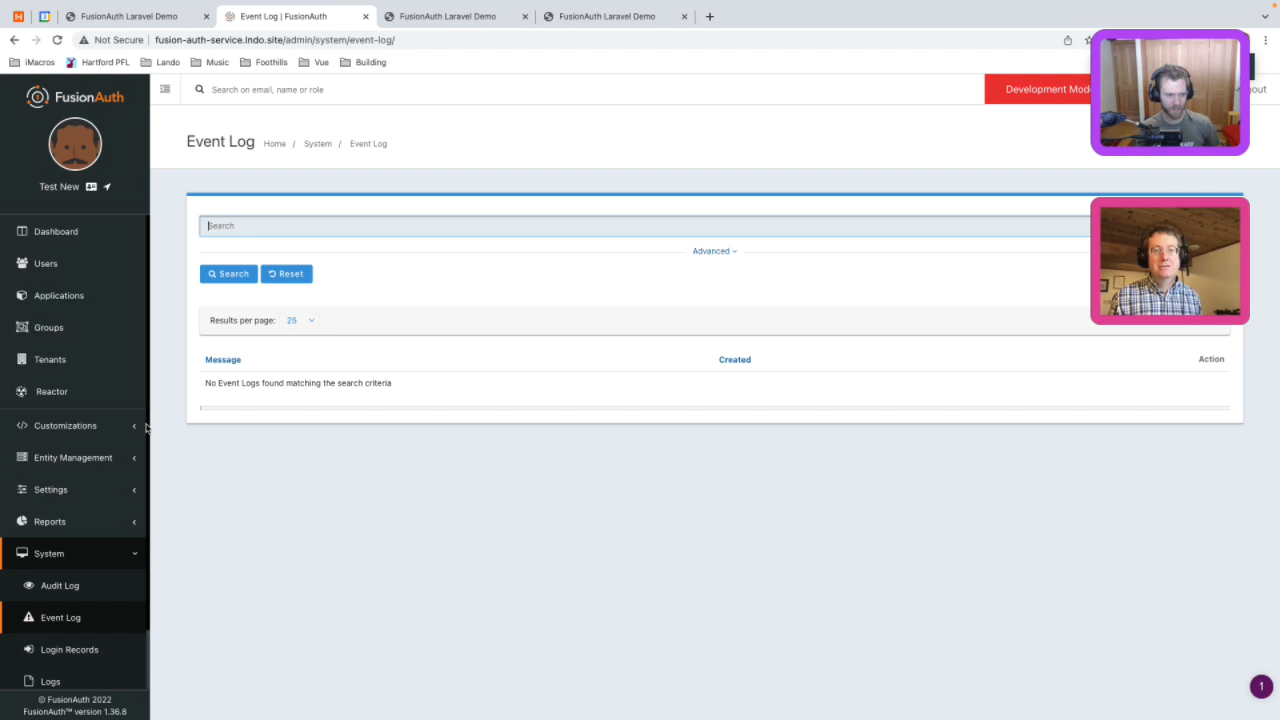 FusionAuth Laravel Demo
Event Log | FusionAuth
FusionAuth Laravel Demo
FusionAuth Laravel Demo
Not Secure
fusion-auth-service.lndo.site/admin/system/event-log/
iMacros
Hartford PFL
Lando
Music
Foothills
Vue
Building
FusionAuth
Search on email, name or role
Development Mod
out
Test New
Event Log
Home / System / Event Log
Dashboard
Users
Applications
Groups
Tenants
Reactor
Customizations
Entity Management
Settings
Reports
System
Audit Log
Event Log
Login Records
Logs
© FusionAuth 2022
FusionAuth™ version 1.36.8
Search
Advanced
Search
Reset
Results per page: 25
Message Created Action
No Event Logs found matching the search criteria
1